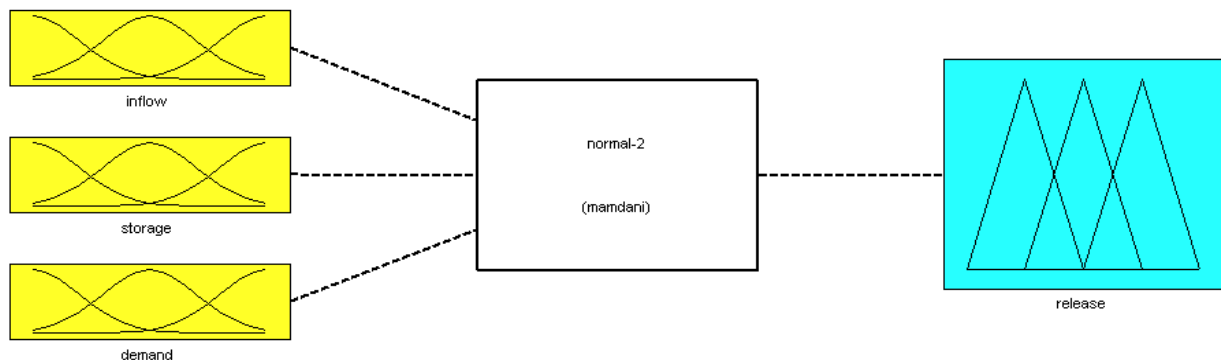 inflow
storage
demand
normal-2
(mamdani)
release